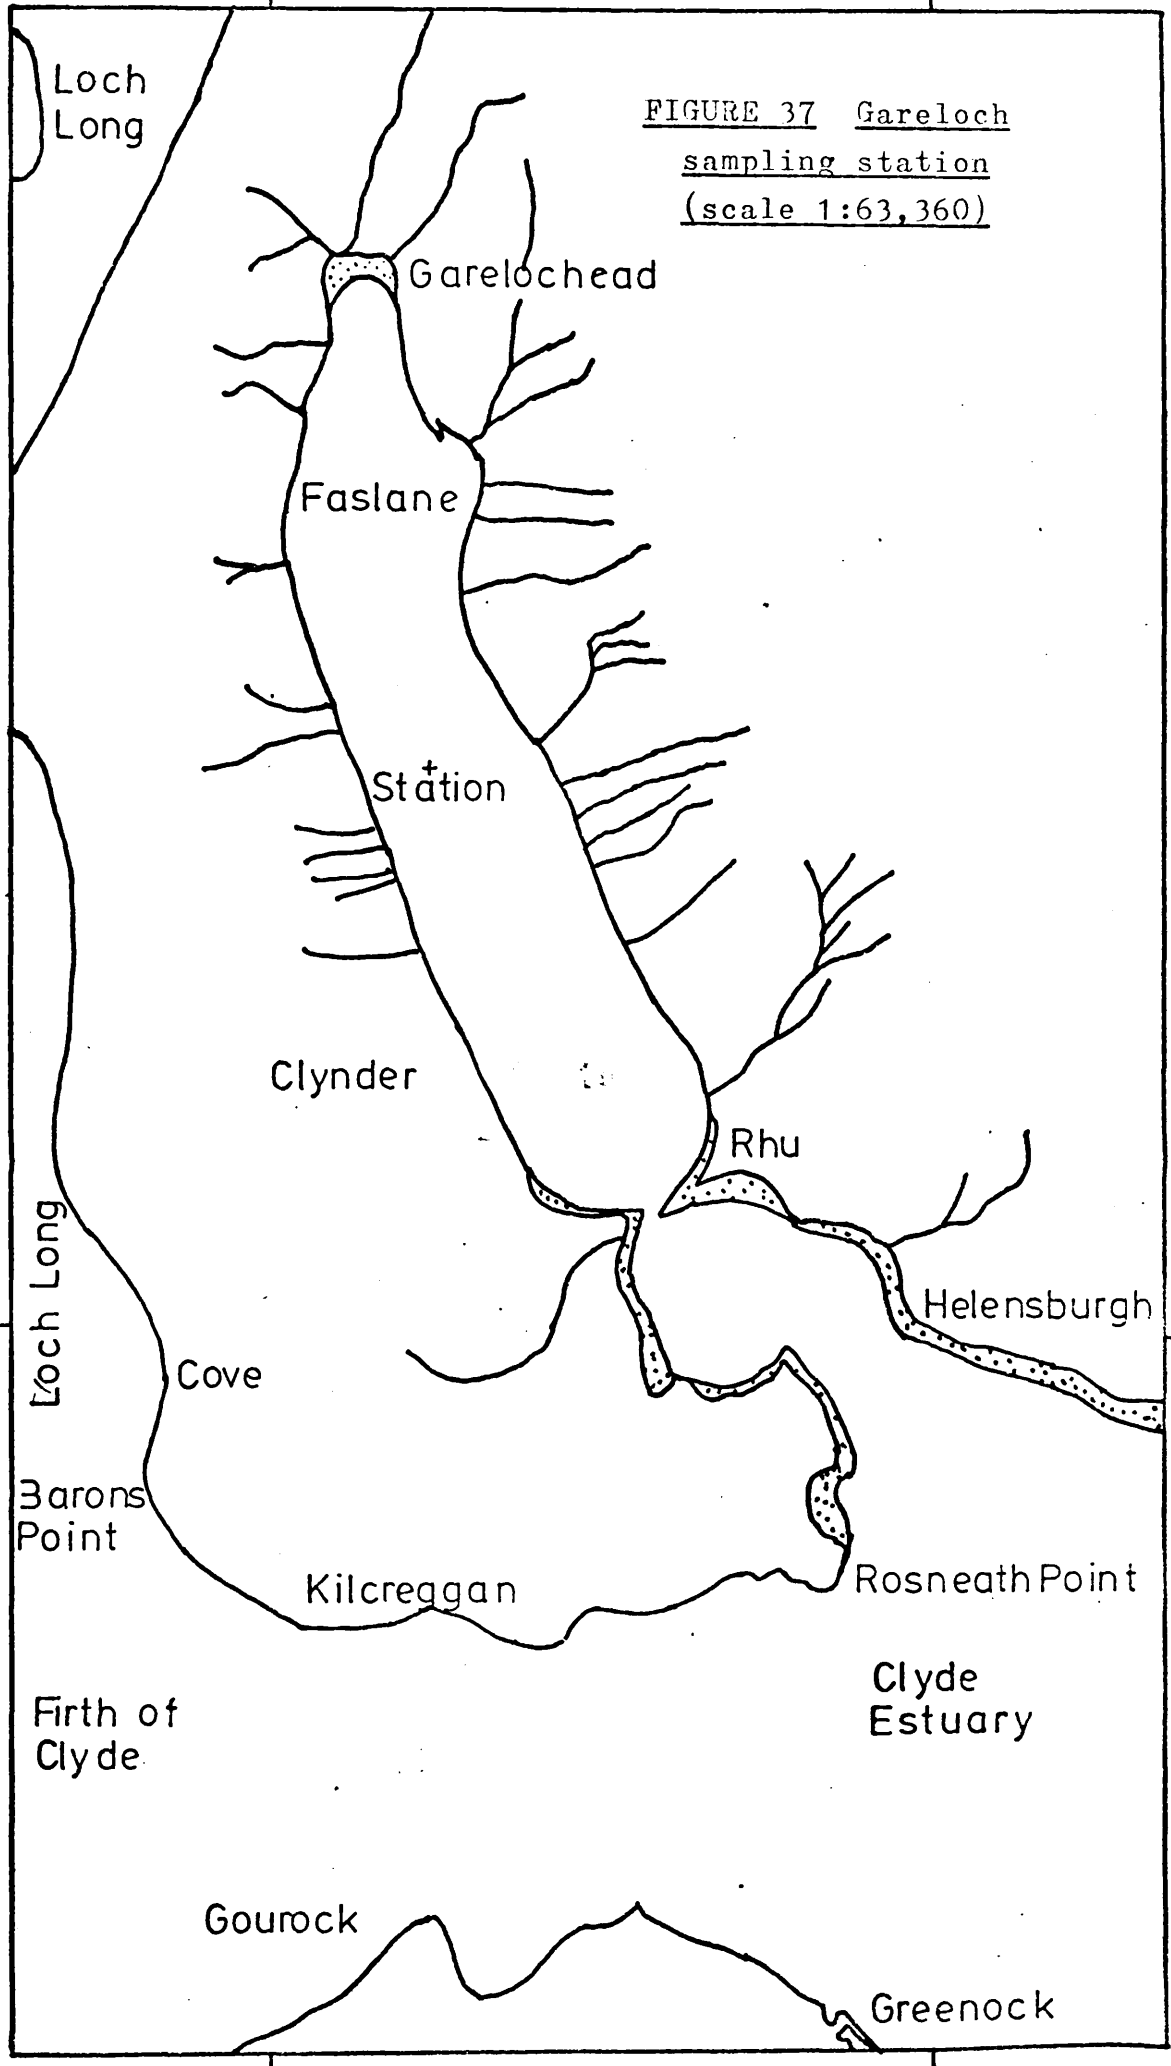 Loch
Long
FIGURE 37 Gareloch
sampling station
(scale 1:63,360)
Garelochead
Faslane
Station
Clynder
Rhu
Loch Long
Helensburgh
Cove
Barons
Point
Kilcreggan
Rosneath Point
Clyde
Estuary
Firth of
Clyde
Gourock
Greenock